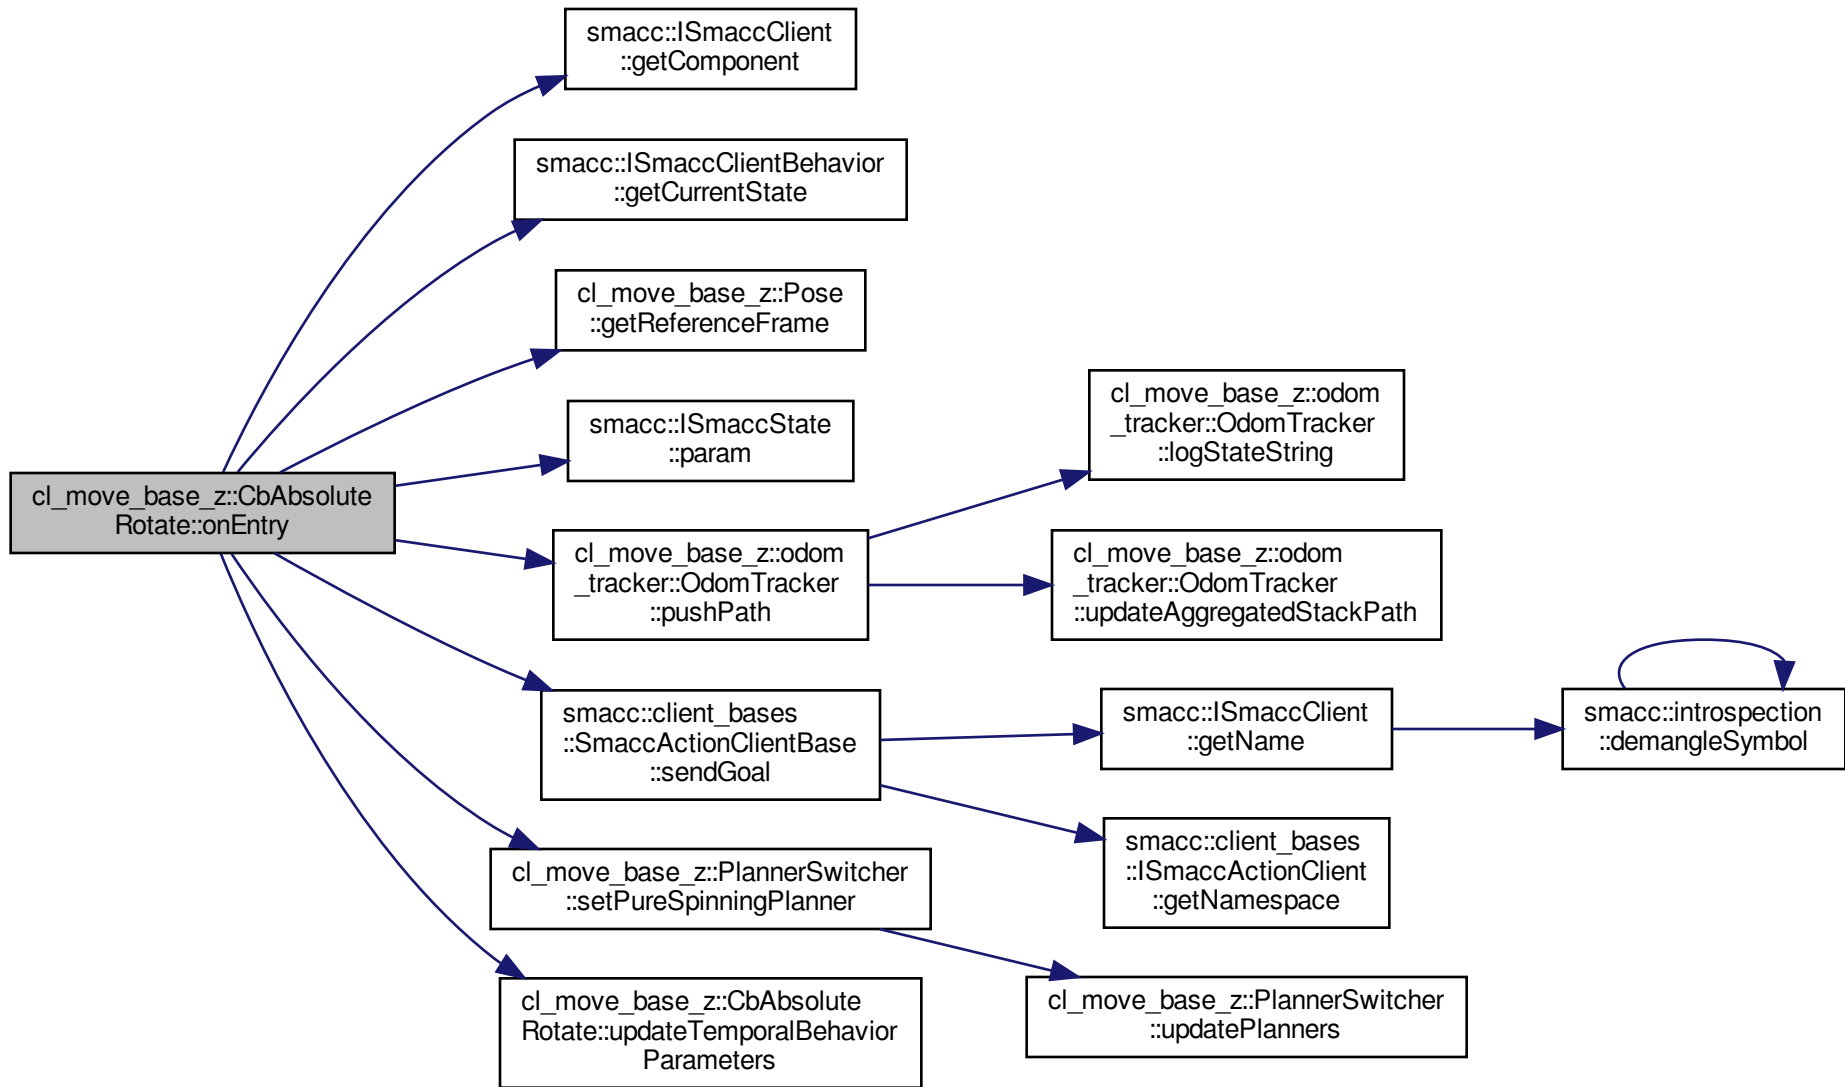 smacc::ISmaccClient
::getComponent
smacc::ISmaccClientBehavior
::getCurrentState
cl_move_base_z::Pose
::getReferenceFrame
smacc::ISmaccState
::param
cl_move_base_z::odom
_tracker::OdomTracker
::logStateString
cl_move_base_z::CbAbsolute
Rotate::onEntry
cl_move_base_z::odom
_tracker::OdomTracker
::pushPath
cl_move_base_z::odom
_tracker::OdomTracker
::updateAggregatedStackPath
smacc::client_bases
::SmaccActionClientBase
::sendGoal
smacc::ISmaccClient
::getName
smacc::introspection
::demangleSymbol
smacc::client_bases
::ISmaccActionClient
::getNamespace
cl_move_base_z::PlannerSwitcher
::setPureSpinningPlanner
cl_move_base_z::CbAbsolute
Rotate::updateTemporalBehavior
Parameters
cl_move_base_z::PlannerSwitcher
::updatePlanners